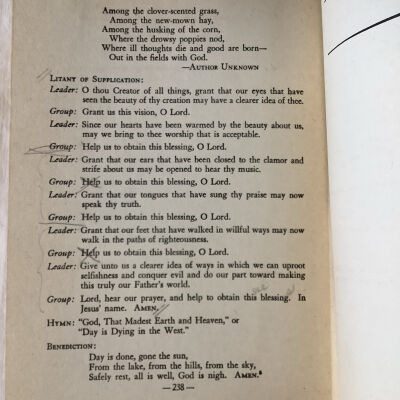 Among the clover-scented grass,
Among the new-mown hay,
Among the husking of the corn,
Where the drowsy poppies nod,
Where ill thoughts die and good are born—
Out in the fields with God.
—AUTHOR UNKNOWN
LITANY OF SUPPLICATION:
Leader: O thou Creator of all things, grant that our eyes that have
seen the beauty of thy creation may have a clearer idea of thee.
Group: Grant us this vision, O Lord.
Leader: Since our hearts have been warmed by the beauty about us,
may we bring to thee worship that is acceptable.
Group: Help us to obtain this blessing, O Lord.
Leader: Grant that our ears that have been closed to the clamor and
strife about us may be opened to hear thy music.
Group: Help us to obtain this blessing, O Lord.
Leader: Grant that our tongues that have sung thy praise may now
speak thy truth.
Group: Help us to obtain this blessing, O Lord.
Leader: Grant that our feet that have walked in willful ways may now
walk in the paths of righteousness.
Group: Help us to obtain this blessing, O Lord.
Leader: Give unto us a clearer idea of ways in which we can uproot
selfishness and conquer evil and do our part toward making
this truly our Father's world.
Group: Lord, hear our prayer, and help to obtain this blessing. In
Jesus' name. AMEN.
HYMN: "God, That Madest Earth and Heaven," or
"Day is Dying in the West."
BENEDICTION:
Day is done, gone the sun,
From the lake, from the hills, from the sky,
Safely rest, all is well, God is nigh. AMEN.
—238—